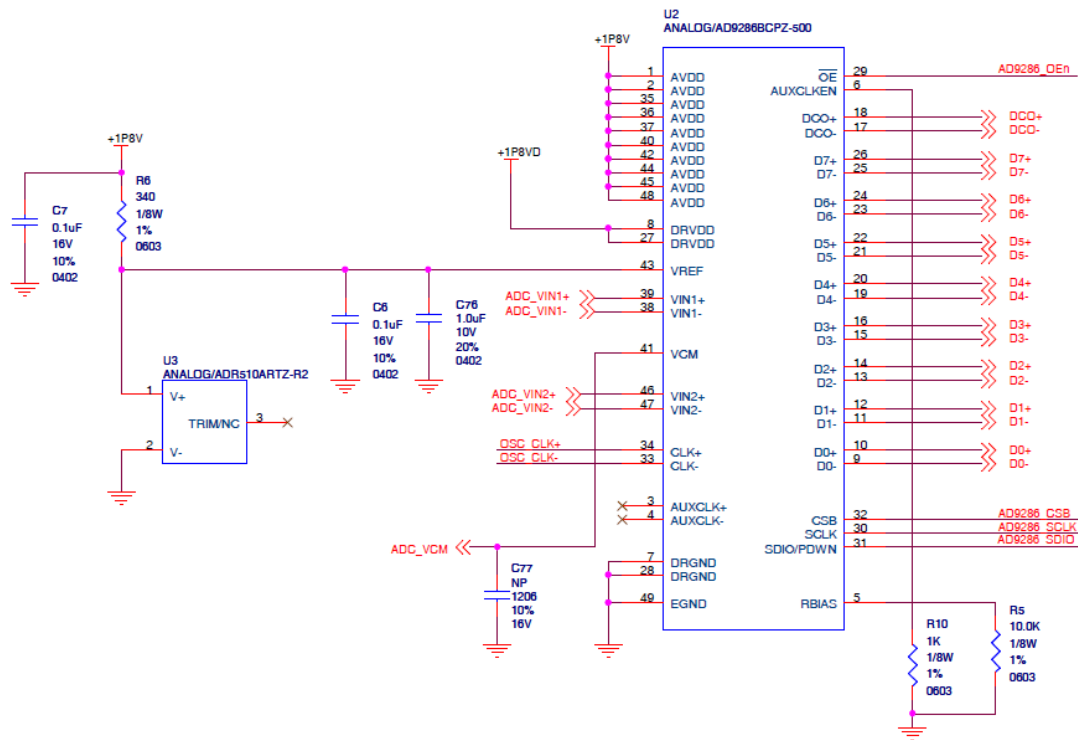 U2
ANALOG/AD9286BCPZ-500
+1P8V
1 AVDD
2 AVDD
35 AVDD
36 AVDD
37 AVDD
40 AVDD
42 AVDD
44 AVDD
45 AVDD
48 AVDD
8 DRVDD
27 DRVDD
43 VREF
39 VIN1+
38 VIN1-
41 VCM
46 VIN2+
47 VIN2-
34 CLK+
33 CLK-
3 AUXCLK+
4 AUXCLK-
7 DRGND
28 DRGND
49 EGND
OE 29 AD9286_OEn
AUXCLKEN 6
DCO+ 18 DCO+
DCO- 17 DCO-
D7+ 26 D7+
D7- 25 D7-
D6+ 24 D6+
D6- 23 D6-
D5+ 22 D5+
D5- 21 D5-
D4+ 20 D4+
D4- 19 D4-
D3+ 16 D3+
D3- 15 D3-
D2+ 14 D2+
D2- 13 D2-
D1+ 12 D1+
D1- 11 D1-
D0+ 10 D0+
D0- 9 D0-
CSB 32 AD9286_CSB
SCLK 30 AD9286_SCLK
SDIO/PDWN 31 AD9286_SDIO
RBIAS 5
+1P8VD
+1P8V
R6
340
1/8W
1%
0603
C7
0.1uF
16V
10%
0402
C6
0.1uF
16V
10%
0402
C76
1.0uF
10V
20%
0402
ADC_VIN1+
ADC_VIN1-
ADC_VIN2+
ADC_VIN2-
OSC_CLK+
OSC_CLK-
U3
ANALOG/ADR510ARTZ-R2
1 V+
TRIM/NC 3
2 V-
ADC_VCM
C77
NP
1206
10%
16V
R10
1K
1/8W
1%
0603
R5
10.0K
1/8W
1%
0603